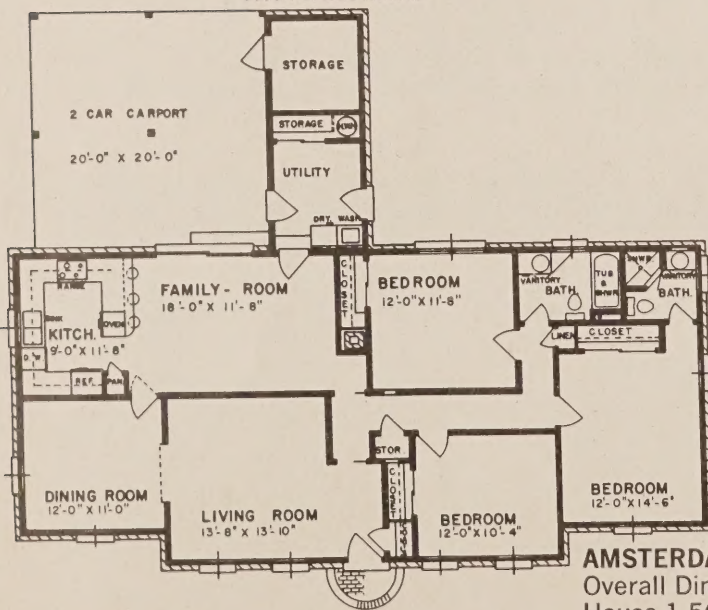 STORAGE
2 CAR CARPORT
20'-0" X 20'-0"
STORAGE
H.W.H
UTILITY
DRY. WASH.
FAMILY - ROOM
18'-0" X 11'-8"
RANGE
SINK
OVEN
KITCH.
9'-0" X 11'-8"
D.W.
REF.
PAN.
CLOSET
BEDROOM
12'-0" X 11'-8"
VANITORY
BATH.
TUB
&
SHWR
SHWR
VANITORY
BATH.
LINEN
CLOSET
DINING ROOM
12'-0" X 11'-0"
LIVING ROOM
13'-8" X 13'-10"
STOR.
CLOSET
BEDROOM
12'-0" X 10'-4"
BEDROOM
12'-0" X 14'-6"
AMSTERDA
Overall Dir